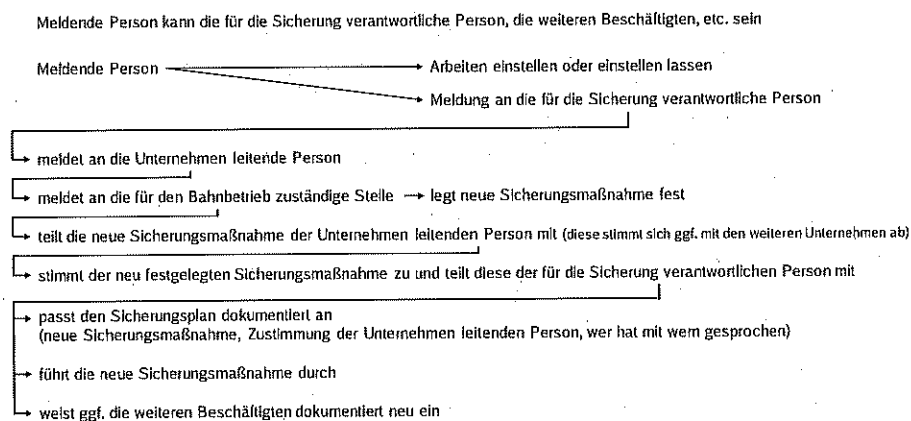 Meldende Person kann die für die Sicherung verantwortliche Person, die weiteren Beschäftigten, etc. sein
Meldende Person → Arbeiten einstellen oder einstellen lassen
→ Meldung an die für die Sicherung verantwortliche Person
→ meldet an die Unternehmen leitende Person
→ meldet an die für den Bahnbetrieb zuständige Stelle → legt neue Sicherungsmaßnahme fest
→ teilt die neue Sicherungsmaßnahme der Unternehmen leitenden Person mit (diese stimmt sich ggf. mit den weiteren Unternehmen ab)
→ stimmt der neu festgelegten Sicherungsmaßnahme zu und teilt diese der für die Sicherung verantwortlichen Person mit
→ passt den Sicherungsplan dokumentiert an
(neue Sicherungsmaßnahme, Zustimmung der Unternehmen leitenden Person, wer hat mit wem gesprochen)
→ führt die neue Sicherungsmaßnahme durch
→ weist ggf. die weiteren Beschäftigten dokumentiert neu ein